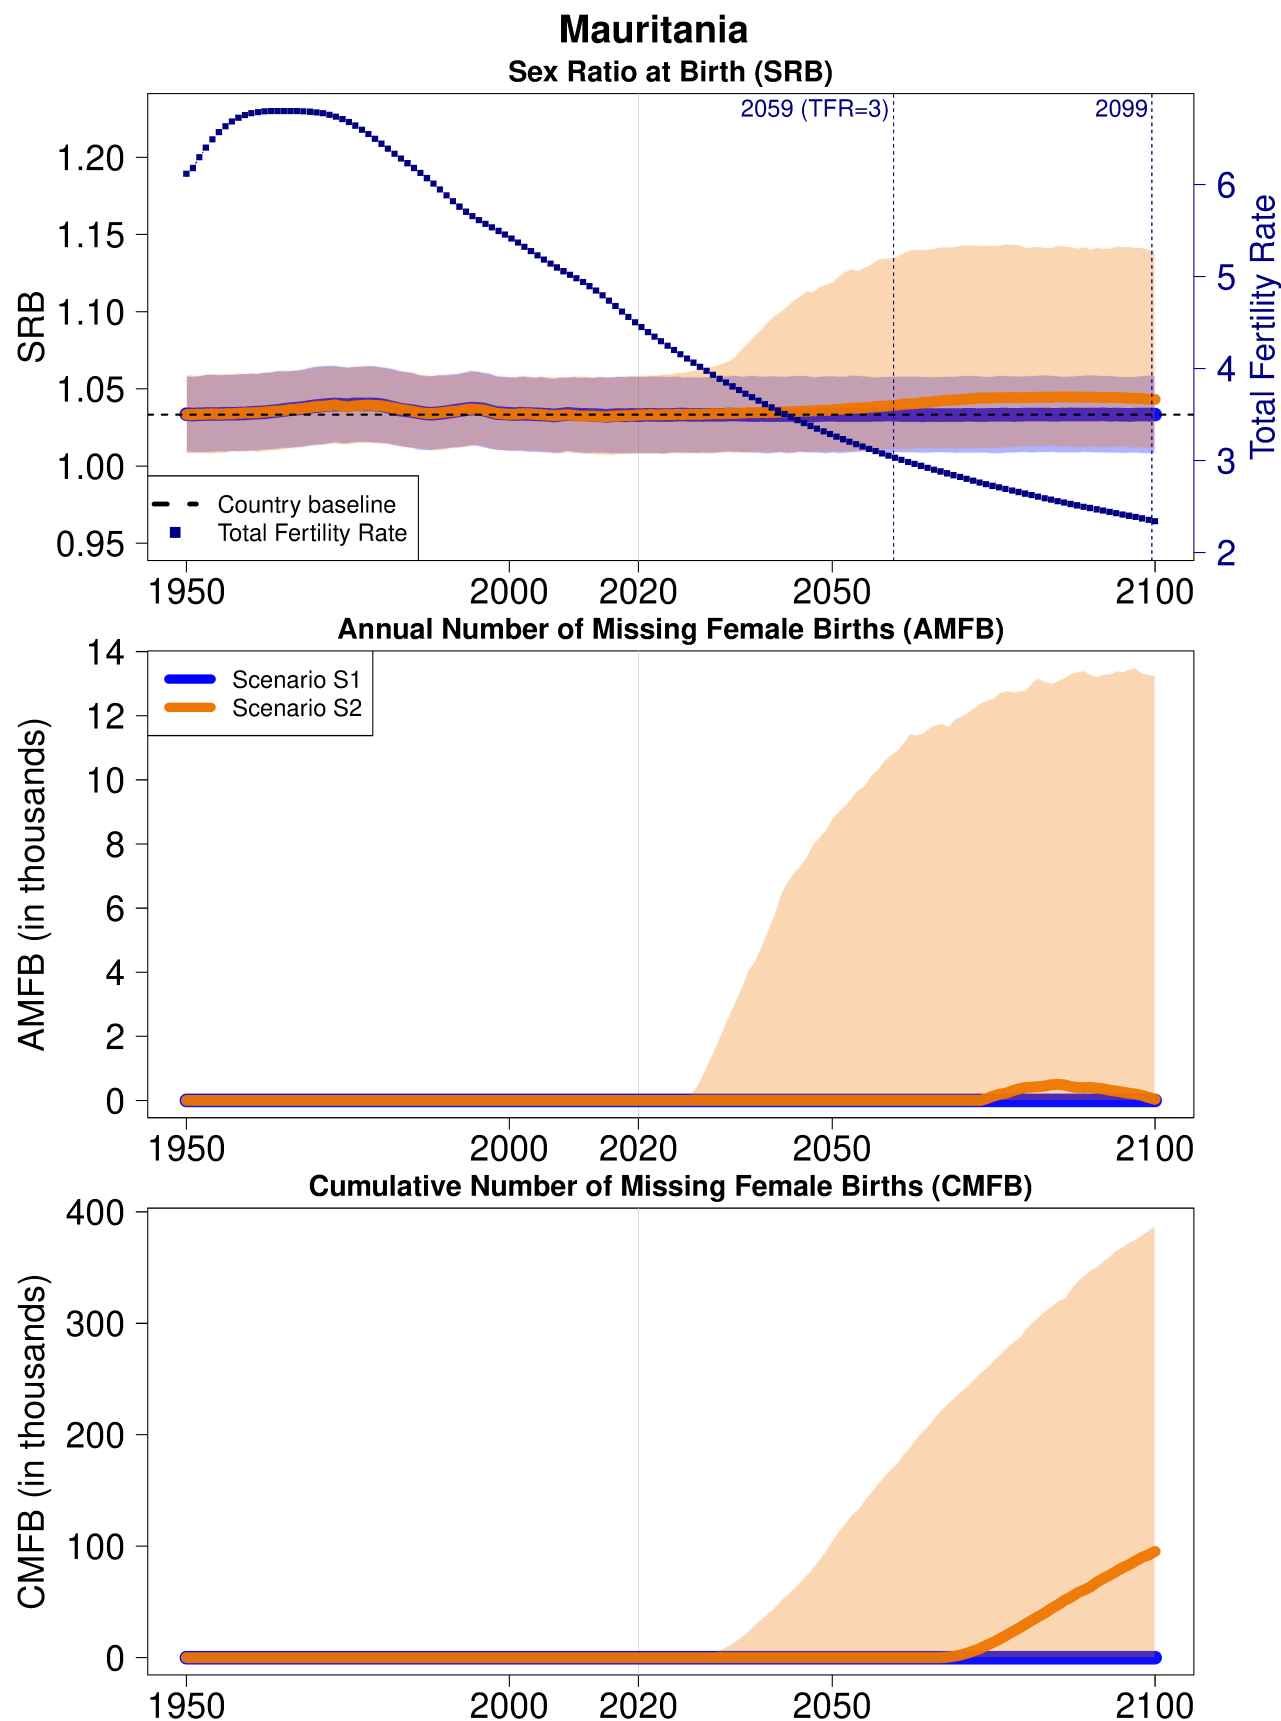 Mauritania
Sex Ratio at Birth (SRB)
2059 (TFR=3)
2099
1.20
1.15
1.10
1.05
1.00
0.95
SRB
6
5
4
3
2
Total Fertility Rate
Country baseline
Total Fertility Rate
1950 2000 2020 2050 2100
Annual Number of Missing Female Births (AMFB)
14
12
10
8
6
4
2
0
AMFB (in thousands)
Scenario S1
Scenario S2
1950 2000 2020 2050 2100
Cumulative Number of Missing Female Births (CMFB)
400
300
200
100
0
CMFB (in thousands)
1950 2000 2020 2050 2100